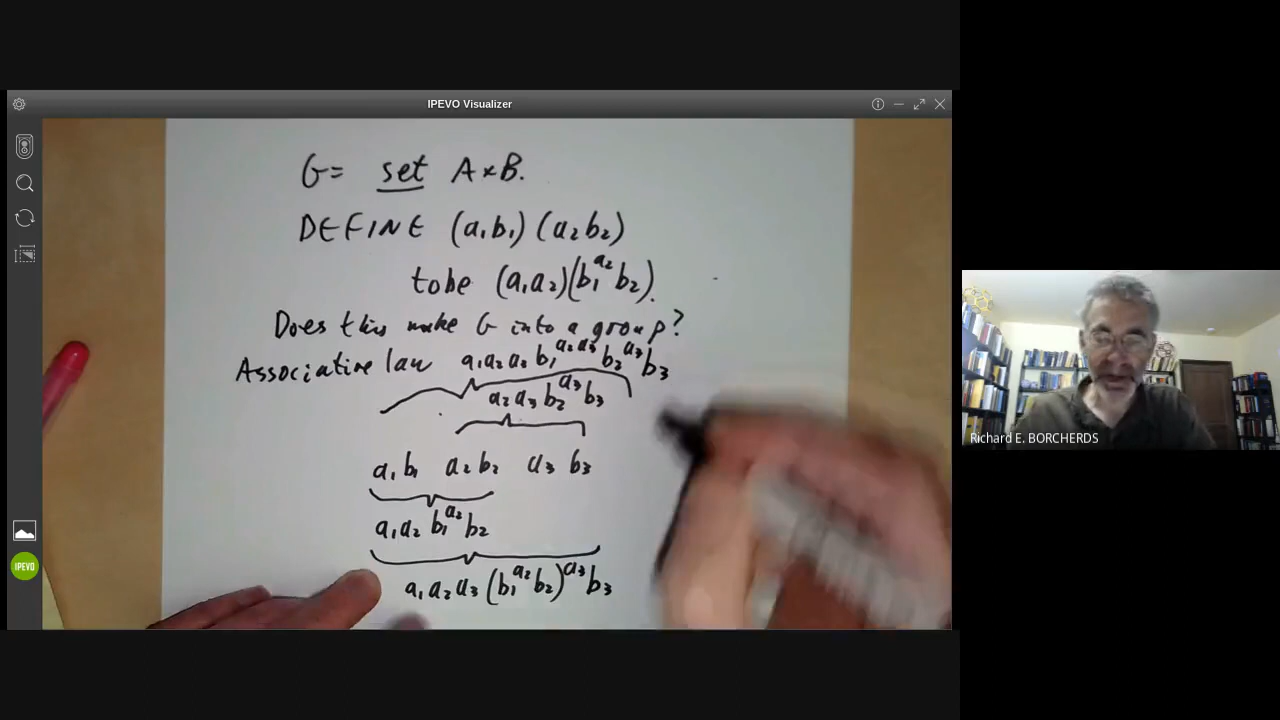 IPEVO Visualizer
G = set A×B.
DEFINE (a₁b₁)(a₂b₂)
to be (a₁a₂)(b₁^a₂ b₂).
Does this make G into a group?
Associative law a₁a₂a₃ b₁^a₂a₃ b₂^a₃ b₃
a₂a₃ b₂^a₃ b₃
a₁b₁ a₂b₂ a₃b₃
a₁a₂ b₁^a₂ b₂
a₁a₂a₃(b₁^a₂ b₂)^a₃ b₃
IPEVO
Richard E. BORCHERDS